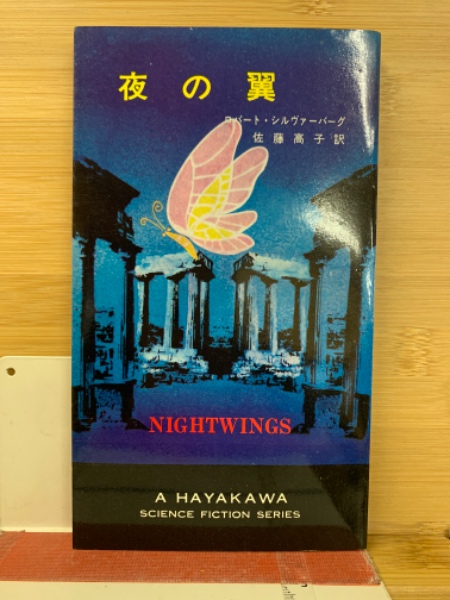 夜の翼
ロバート・シルヴァーバーグ
佐藤高子訳
NIGHTWINGS
A HAYAKAWA
SCIENCE FICTION SERIES